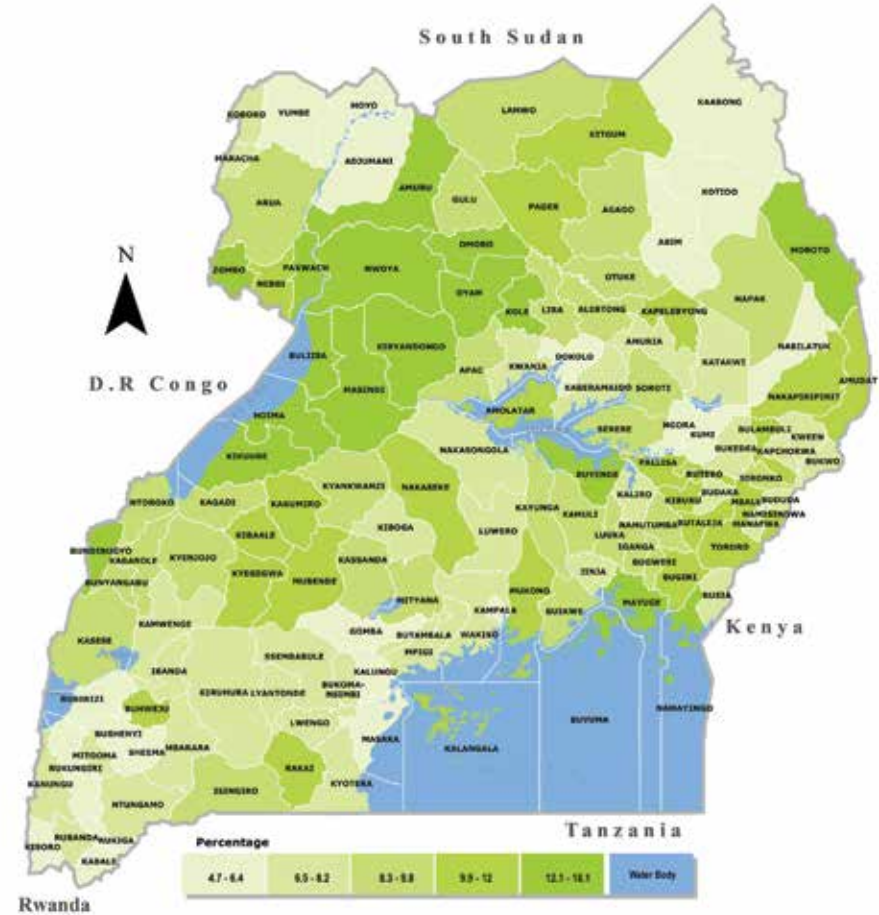 South Sudan
KAABONG
LAMWO
MOYO
YUMBE
KOBOKO
KITGUM
MARACHA
ADJUMANI
KOTIDO
AMURU
ARUA
GULU
PADER
AGAGO
ABIM
OMORO
MOROTO
N
ZOMBO
PAKWACH
NWOYA
NEBBI
OTUKE
OYAM
NAPAK
KOLE
LIRA
ALEBTONG
KAPELEBYONG
AMURIA
KIRYANDONGO
BULIISA
DOKOLO
NABILATUK
KWANIA
KATAKWI
APAC
D.R Congo
MASINDI
KABERAMAIDO
SOROTI
AMUDAT
NAKAPIRIPIRIT
AMOLATAR
HOIMA
SERERE
NGORA
KUMI
BULAMBULI
KWEEN
BUKEDEA
KAPCHORWA
NAKASONGOLA
KIKUUBE
BUKWO
PALLISA
BUYENDE
BUTEBO
SIRONKO
KYANKWANZI
NAKASEKE
NTOROKO
KAGADI
KAKUMIRO
KALIRO
BUDAKA
KIBUKU
MBALE
BUDUDA
KAYUNGA
KAMULI
NAMISINDWA
KIBOGA
NAMUTUMBA
BUTALEJA
MANAFWA
LUWERO
KIBAALE
LUUKA
BUNDIBUGYO
KABAROLE
KYENJOJO
KASSANDA
IGANGA
TORORO
BUGWERI
BUNYANGABU
KYEGEGWA
MUBENDE
JINJA
BUGIRI
MUKONG
MITYANA
BUSIA
MAYUGE
KAMPALA
BUIKWE
KAMWENGE
GOMBA
BUTAMBALA
WAKISO
Kenya
KASESE
MPIGI
SSEMBABULE
IBANDA
KALUNGU
RUBIRIZI
KIRUHURA
LYANTONDE
BUKOMA-
NSIMBI
BUHWEJU
LWENGO
NAMAYINGO
BUVUMA
BUSHENYI
MASAKA
MITOOMA
SHEEMA
MBARARA
KALANGALA
RUKUNGIRI
RAKAI
KANUNGU
KYOTERA
ISINGIRO
NTUNGAMO
Tanzania
RUBANDA
RUKIGA
KISORO
KABALE
Percentage
4.7 - 6.4
6.5 - 8.2
8.3 - 9.8
9.9 - 12
12.1 - 18.1
Water Body
Rwanda